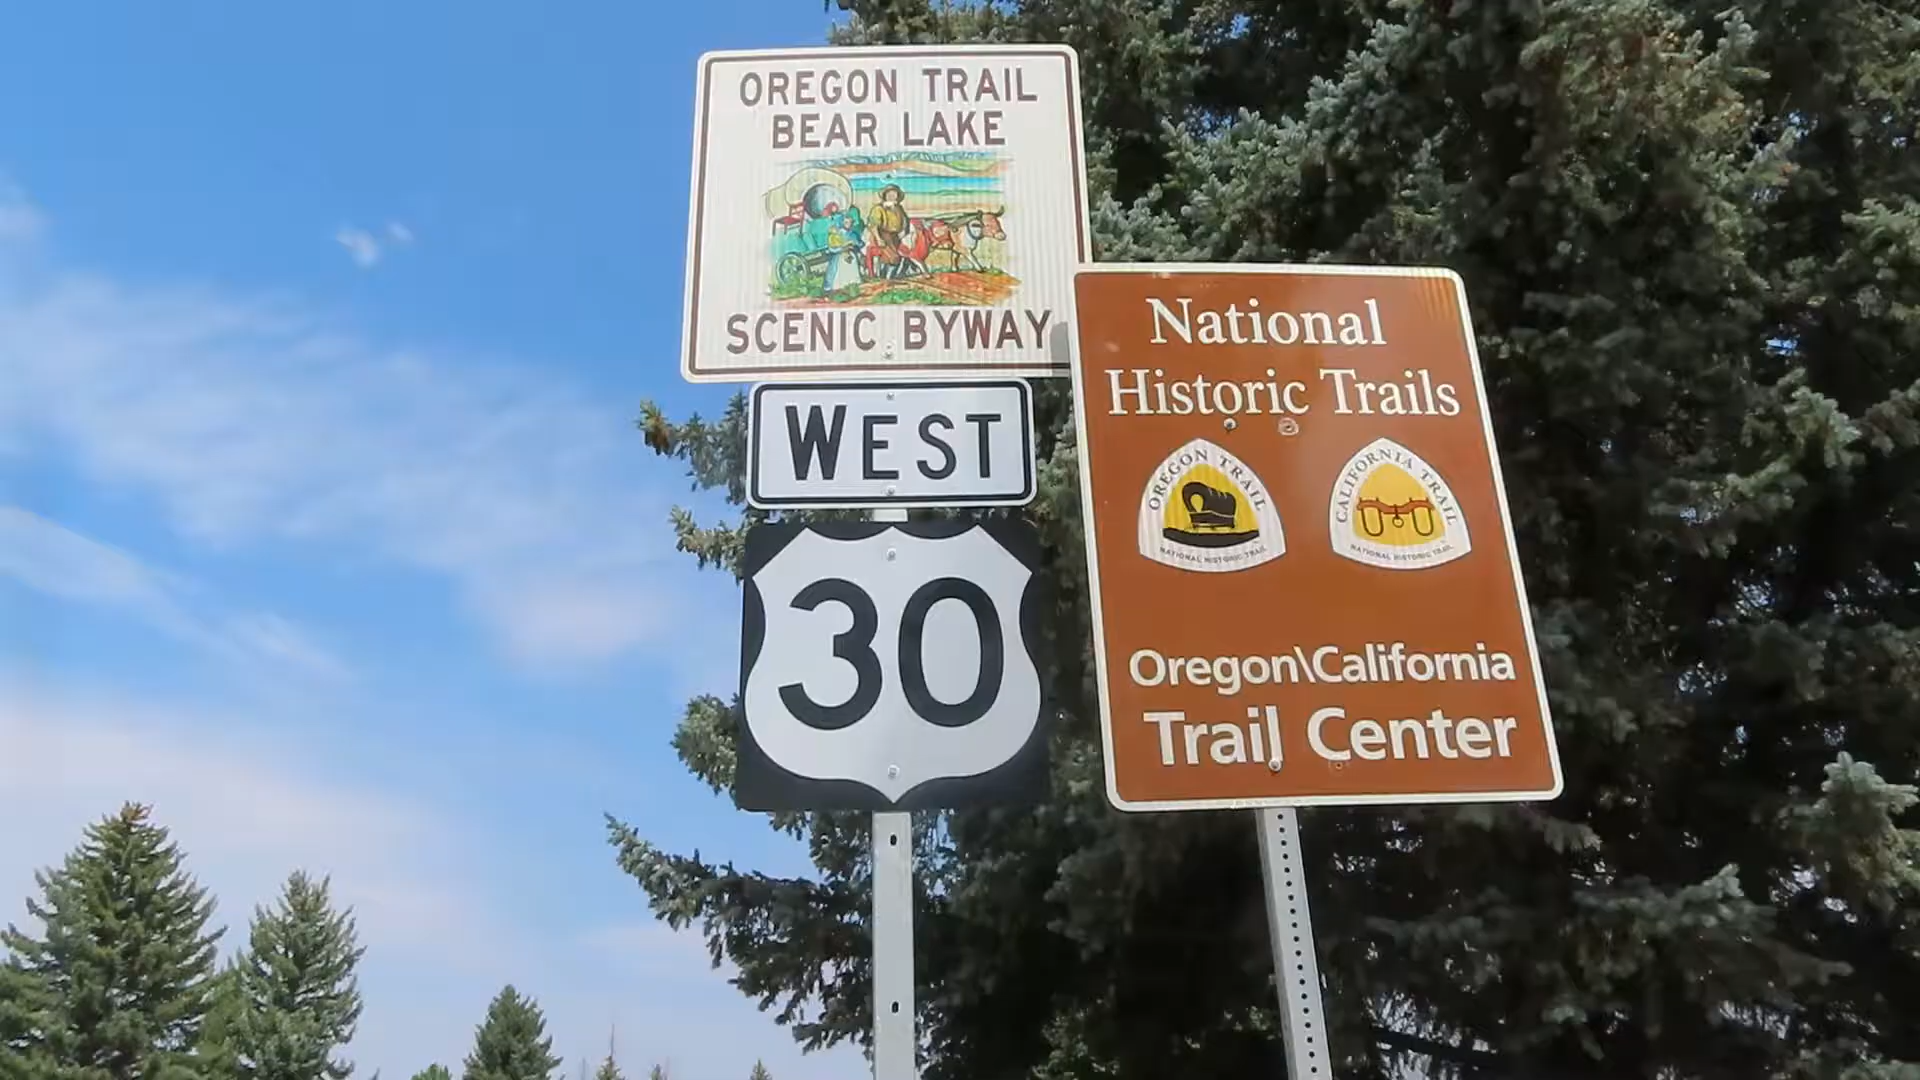 OREGON TRAIL
BEAR LAKE
SCENIC BYWAY
WEST
30
National
Historic Trails
OREGON TRAIL
NATIONAL HISTORIC TRAIL
CALIFORNIA TRAIL
NATIONAL HISTORIC TRAIL
Oregon\California
Trail Center